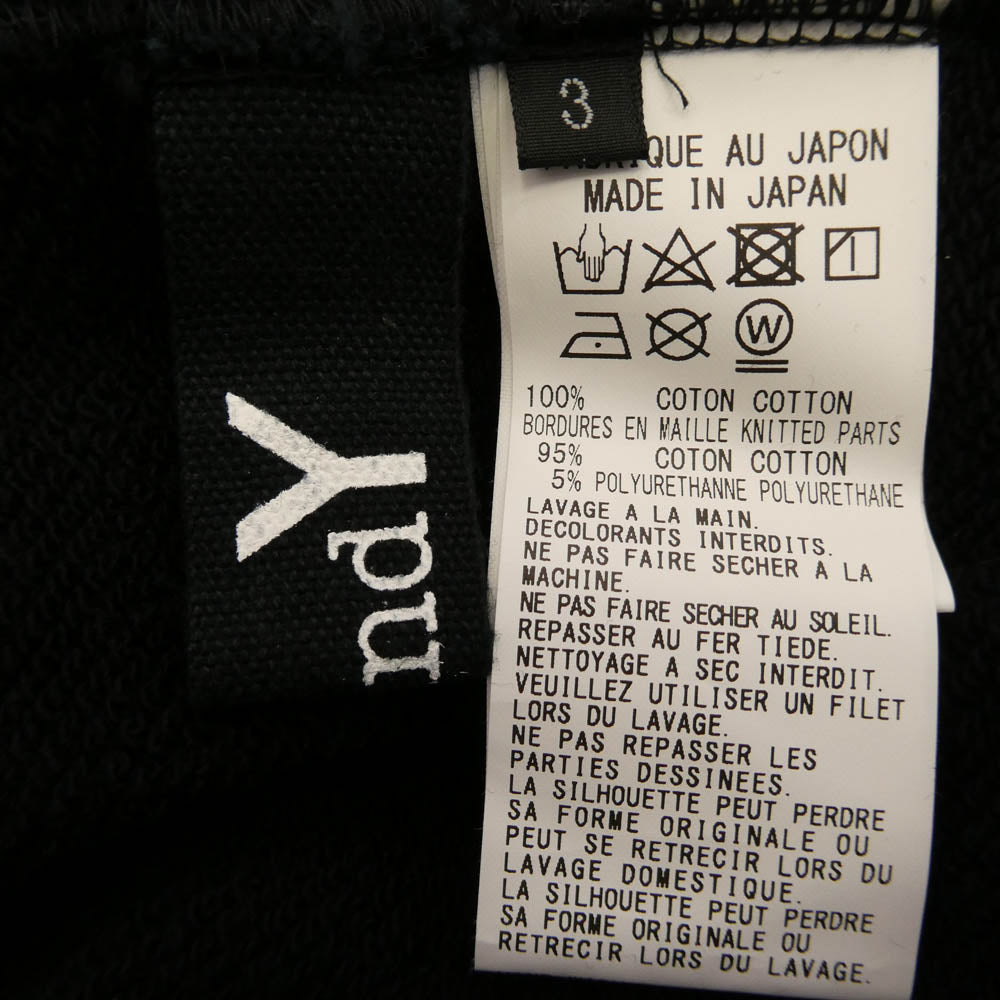 3
Y
nd
FABRIQUE AU JAPON
MADE IN JAPAN
W
100% COTON COTTON
BORDURES EN MAILLE KNITTED PARTS
95% COTON COTTON
5% POLYURETHANNE POLYURETHANE
LAVAGE A LA MAIN.
DECOLORANTS INTERDITS.
NE PAS FAIRE SECHER A LA
MACHINE.
NE PAS FAIRE SECHER AU SOLEIL.
REPASSER AU FER TIEDE.
NETTOYAGE A SEC INTERDIT.
VEUILLEZ UTILISER UN FILET
LORS DU LAVAGE.
NE PAS REPASSER LES
PARTIES DESSINEES.
LA SILHOUETTE PEUT PERDRE
SA FORME ORIGINALE OU
PEUT SE RETRECIR LORS DU
LAVAGE DOMESTIQUE.
LA SILHOUETTE PEUT PERDRE
SA FORME ORIGINALE OU
RETRECIR LORS DU LAVAGE.